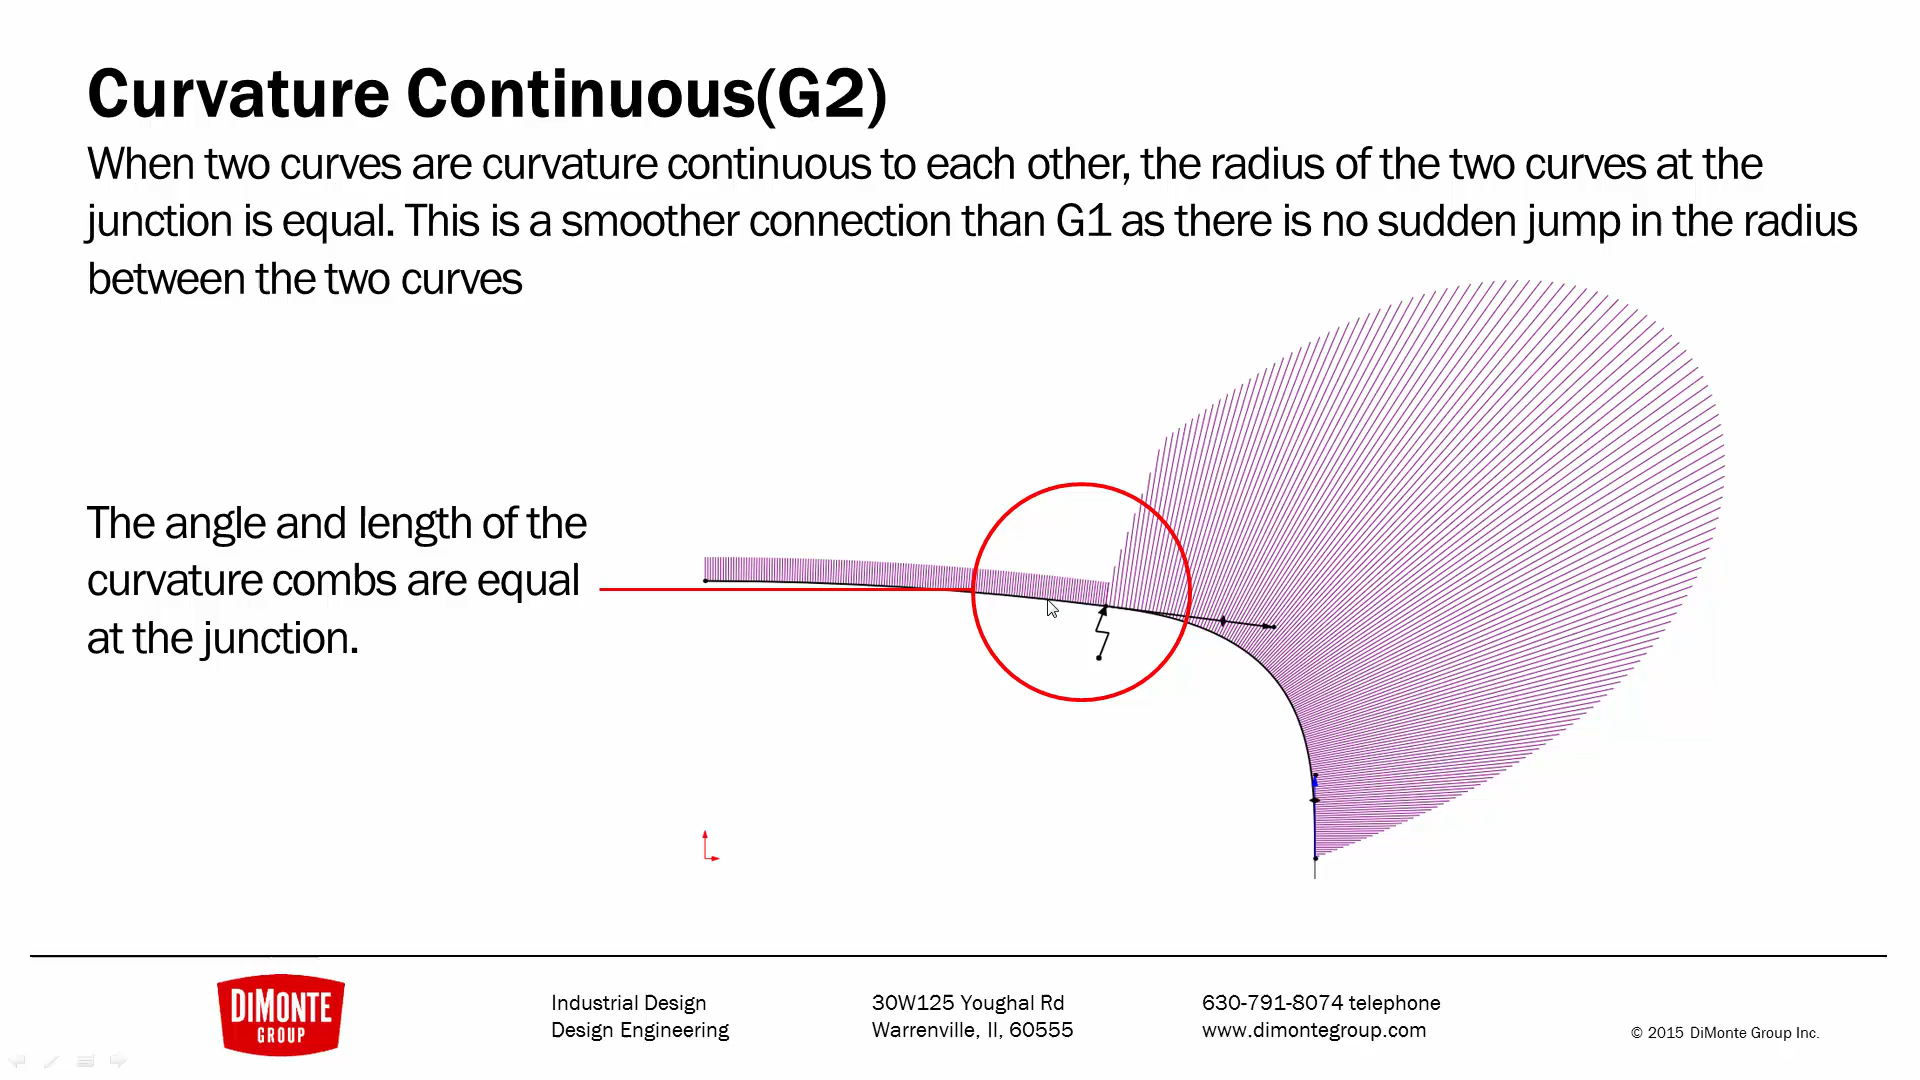 Curvature Continuous(G2)
When two curves are curvature continuous to each other, the radius of the two curves at the
junction is equal. This is a smoother connection than G1 as there is no sudden jump in the radius
between the two curves
The angle and length of the
curvature combs are equal
at the junction.
DIMONTE
GROUP
Industrial Design
Design Engineering
30W125 Youghal Rd
Warrenville, Il, 60555
630-791-8074 telephone
www.dimontegroup.com
© 2015 DiMonte Group Inc.